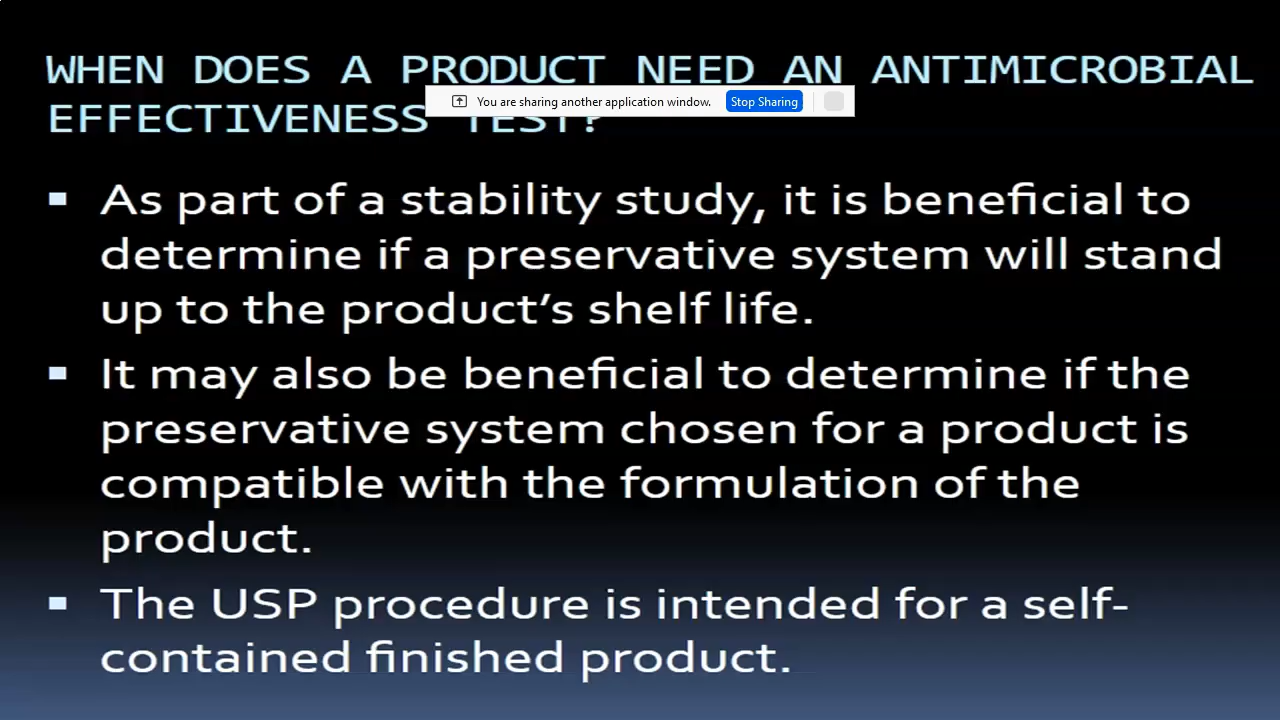 WHEN DOES A PRODUCT NEED AN ANTIMICROBIAL
You are sharing another application window. Stop Sharing
EFFECTIVENESS TEST?
▪ As part of a stability study, it is beneficial to
determine if a preservative system will stand
up to the product’s shelf life.
▪ It may also be beneficial to determine if the
preservative system chosen for a product is
compatible with the formulation of the
product.
▪ The USP procedure is intended for a self-
contained finished product.